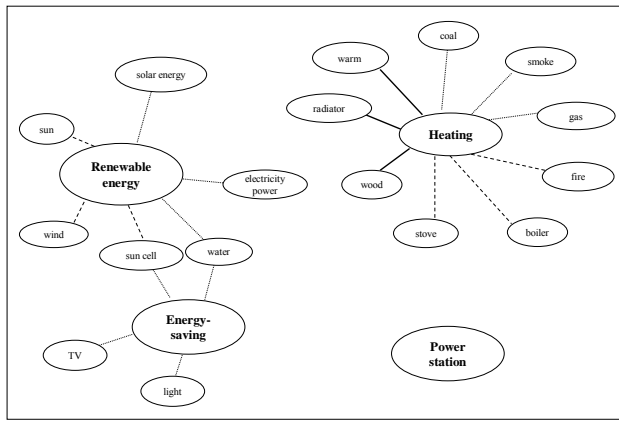 solar energy
sun
Renewable
energy
electricity
power
wind
sun cell
water
Energy-
saving
TV
light
coal
warm
smoke
radiator
Heating
gas
wood
fire
stove
boiler
Power
station